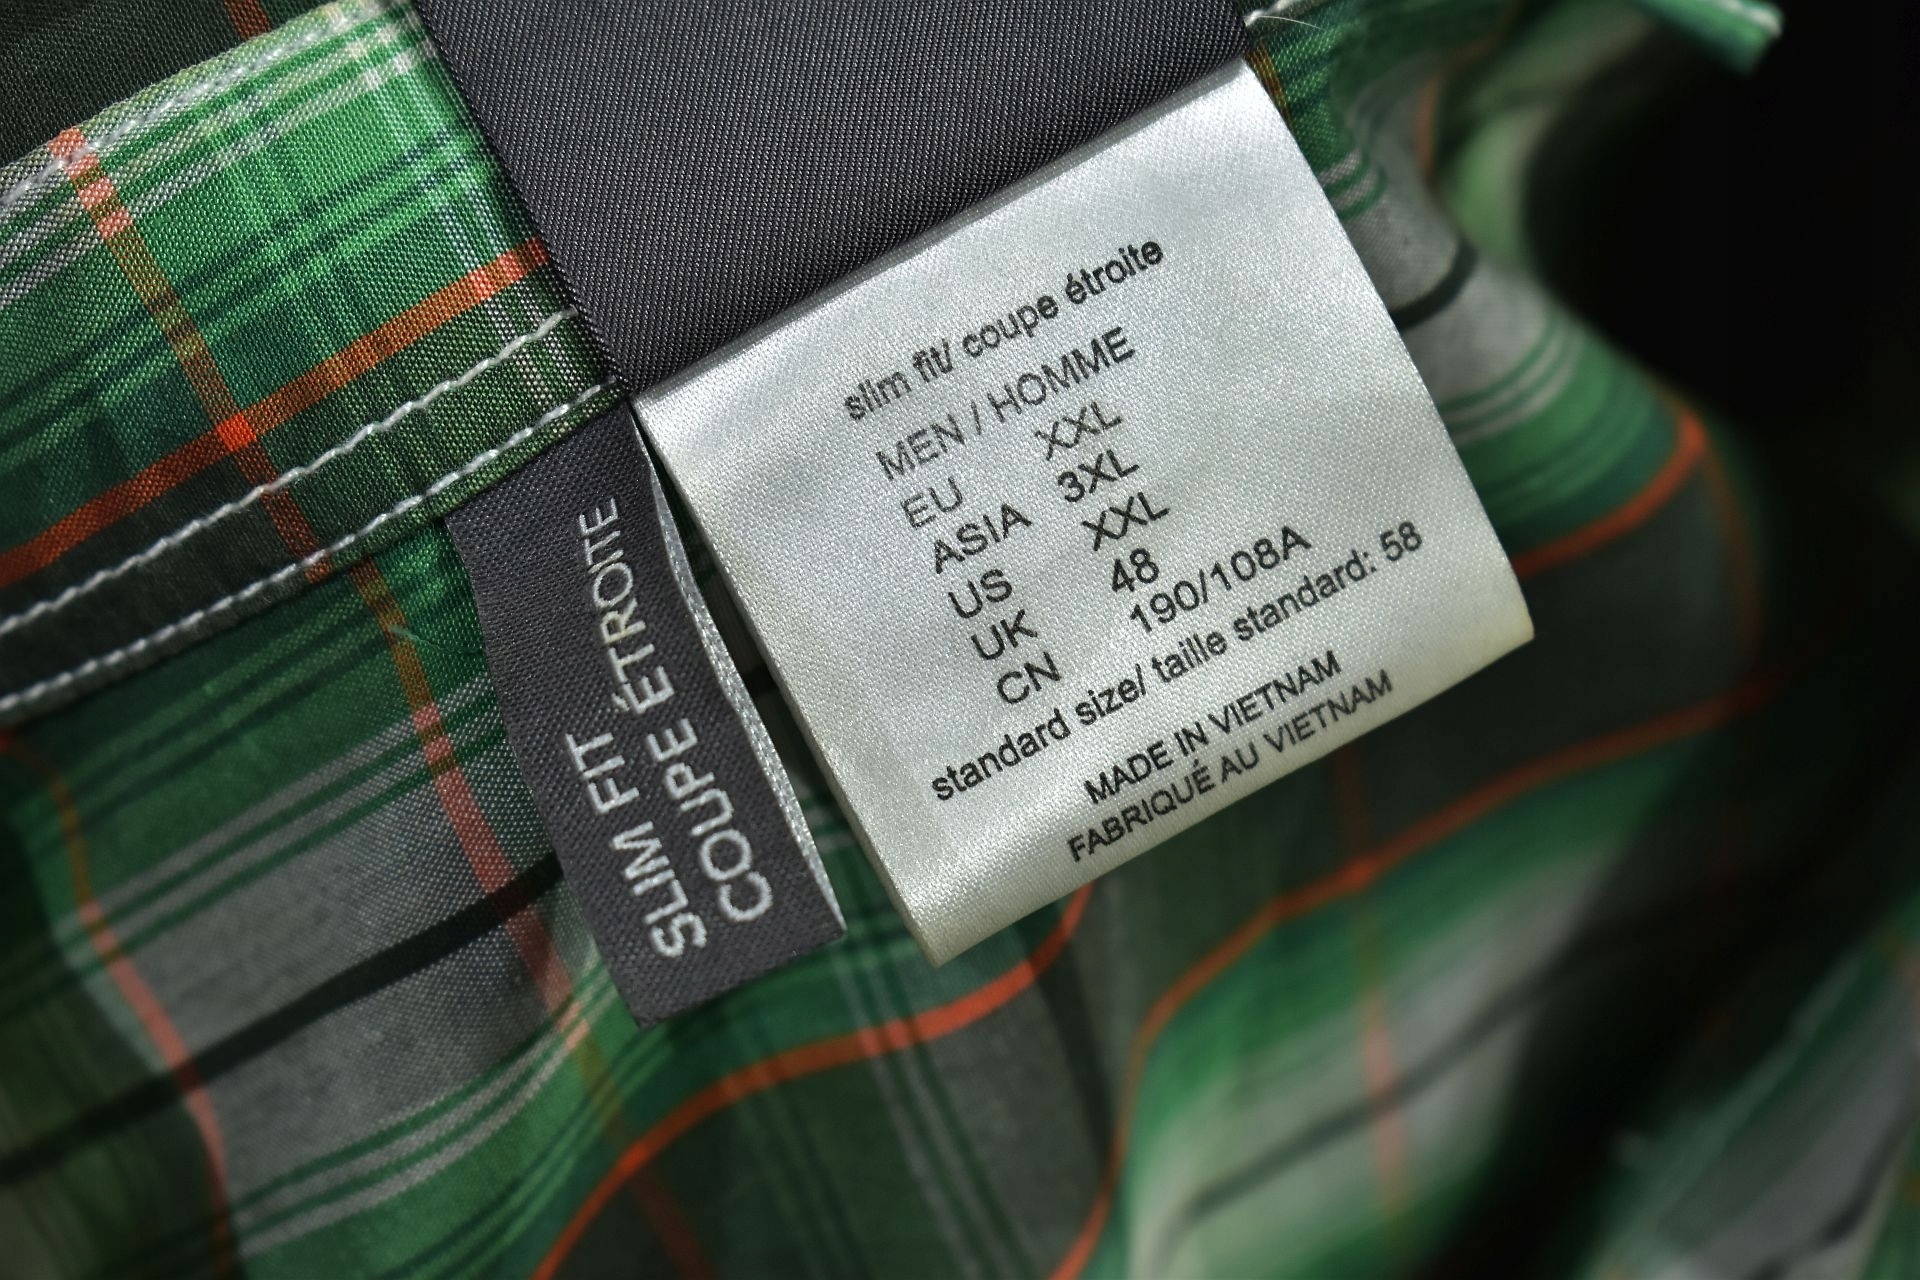 slim fit/ coupe étroite
MEN / HOMME
EU XXL
ASIA 3XL
US XXL
UK 48
CN 190/108A
standard size/ taille standard: 58
MADE IN VIETNAM
FABRIQUÉ AU VIETNAM
SLIM FIT
COUPE ÉTROITE